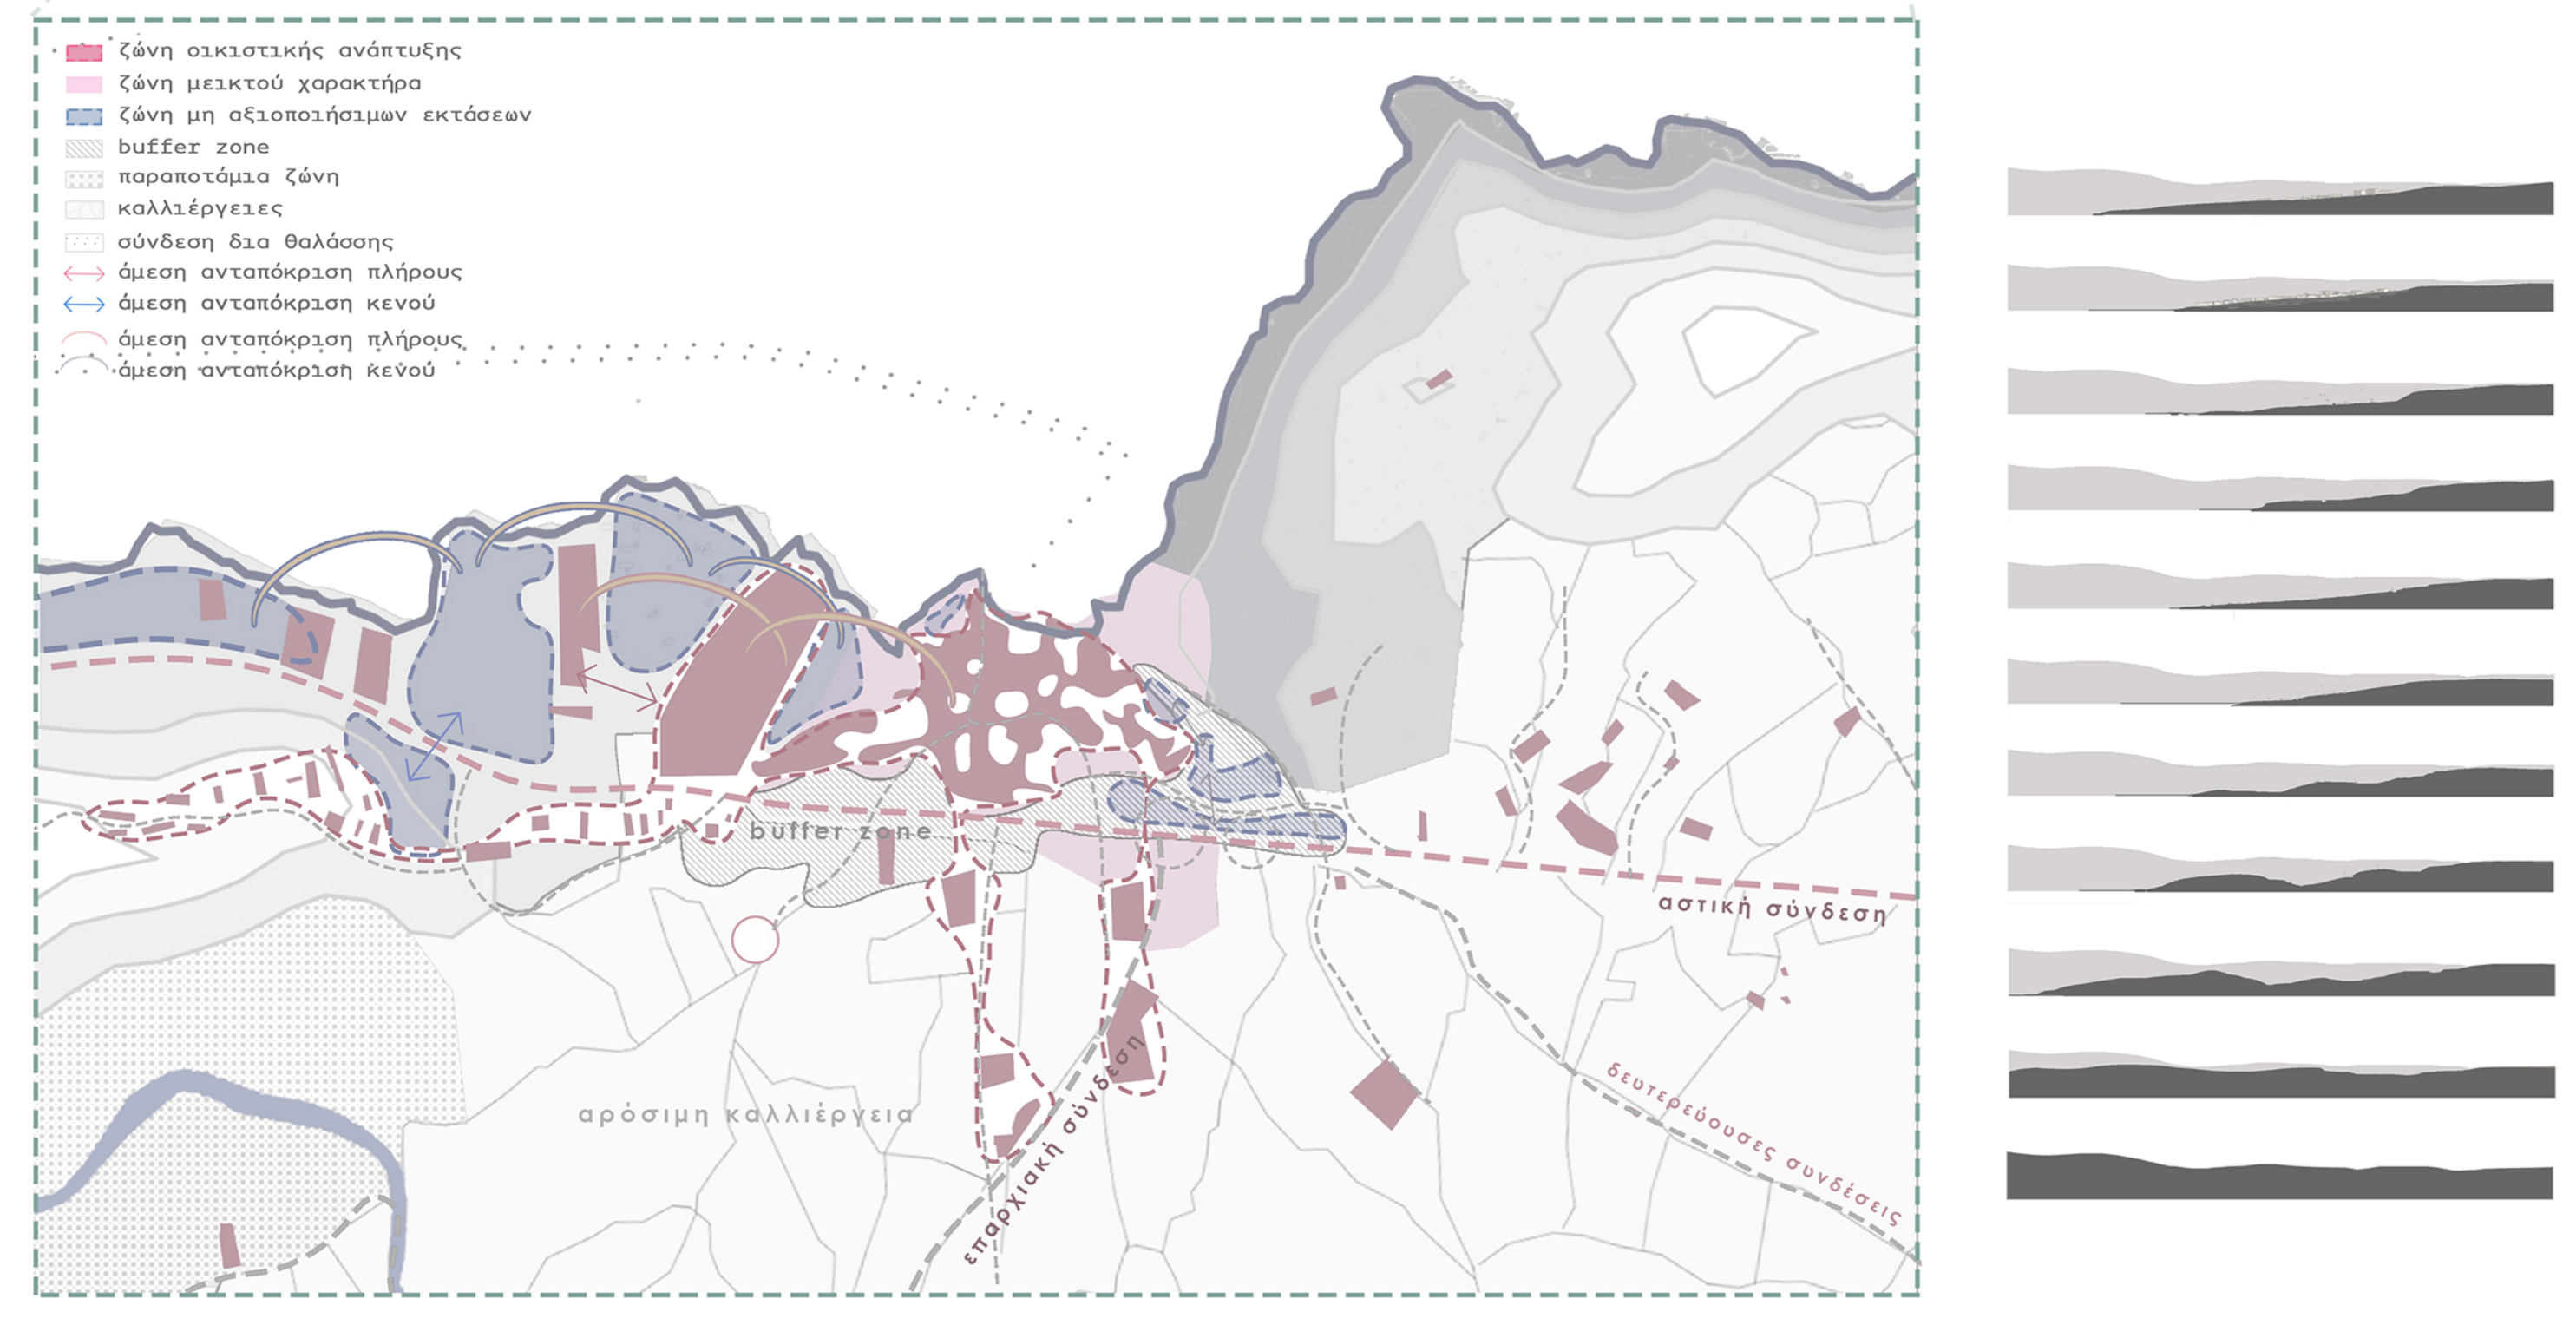 ζώνη οικιστικής ανάπτυξης
ζώνη μεικτού χαρακτήρα
ζώνη μη αξιοποιήσιμων εκτάσεων
buffer zone
παραποτάμια ζώνη
καλλιέργειες
σύνδεση δια θαλάσσης
άμεση ανταπόκριση πλήρους
άμεση ανταπόκριση κενού
άμεση ανταπόκριση πλήρους
άμεση ανταπόκριση κενού
buffer zone
αστική σύνδεση
αρόσιμη καλλιέργεια
επαρχιακή σύνδεση
δευτερεύουσες συνδέσεις